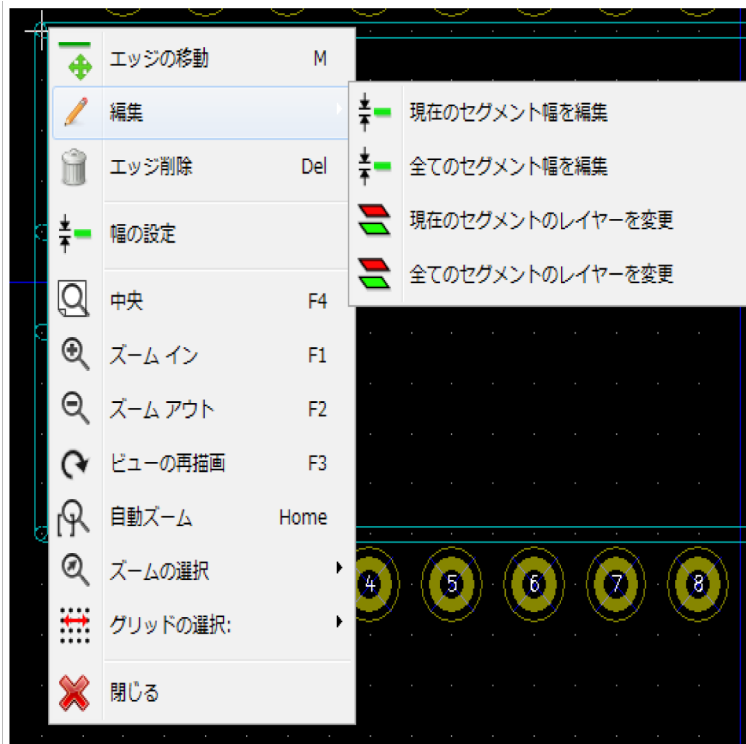 エッジの移動 M
編集
エッジ削除 Del
幅の設定
中央 F4
ズーム イン F1
ズーム アウト F2
ビューの再描画 F3
自動ズーム Home
ズームの選択
グリッドの選択:
閉じる
現在のセグメント幅を編集
全てのセグメント幅を編集
現在のセグメントのレイヤーを変更
全てのセグメントのレイヤーを変更
4 5 6 7 8